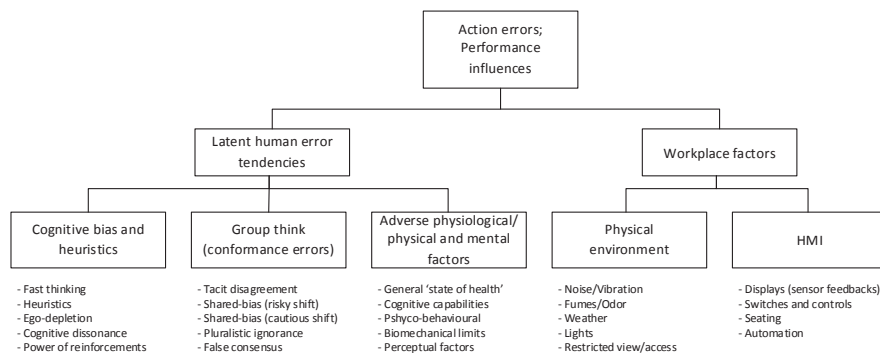 Action errors;
Performance
influences
Latent human error
tendencies
Workplace factors
Cognitive bias and
heuristics
Group think
(conformance errors)
Adverse physiological/
physical and mental
factors
Physical
environment
HMI
- Fast thinking
- Heuristics
- Ego-depletion
- Cognitive dissonance
- Power of reinforcements
- Tacit disagreement
- Shared-bias (risky shift)
- Shared-bias (cautious shift)
- Pluralistic ignorance
- False consensus
- General ‘state of health’
- Cognitive capabilities
- Pshyco-behavioural
- Biomechanical limits
- Perceptual factors
- Noise/Vibration
- Fumes/Odor
- Weather
- Lights
- Restricted view/access
- Displays (sensor feedbacks)
- Switches and controls
- Seating
- Automation